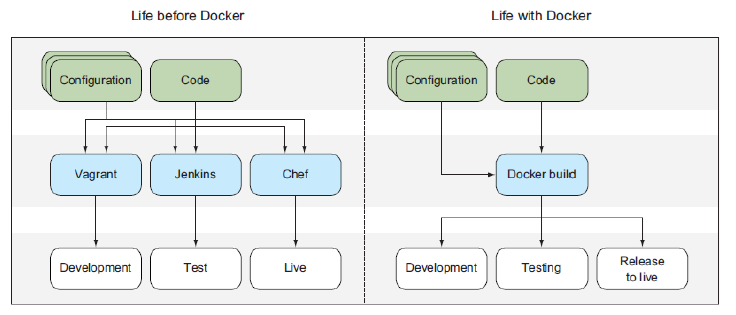 Life before Docker
Life with Docker
Configuration
Code
Configuration
Code
Vagrant
Jenkins
Chef
Docker build
Development
Test
Live
Development
Testing
Release
to live